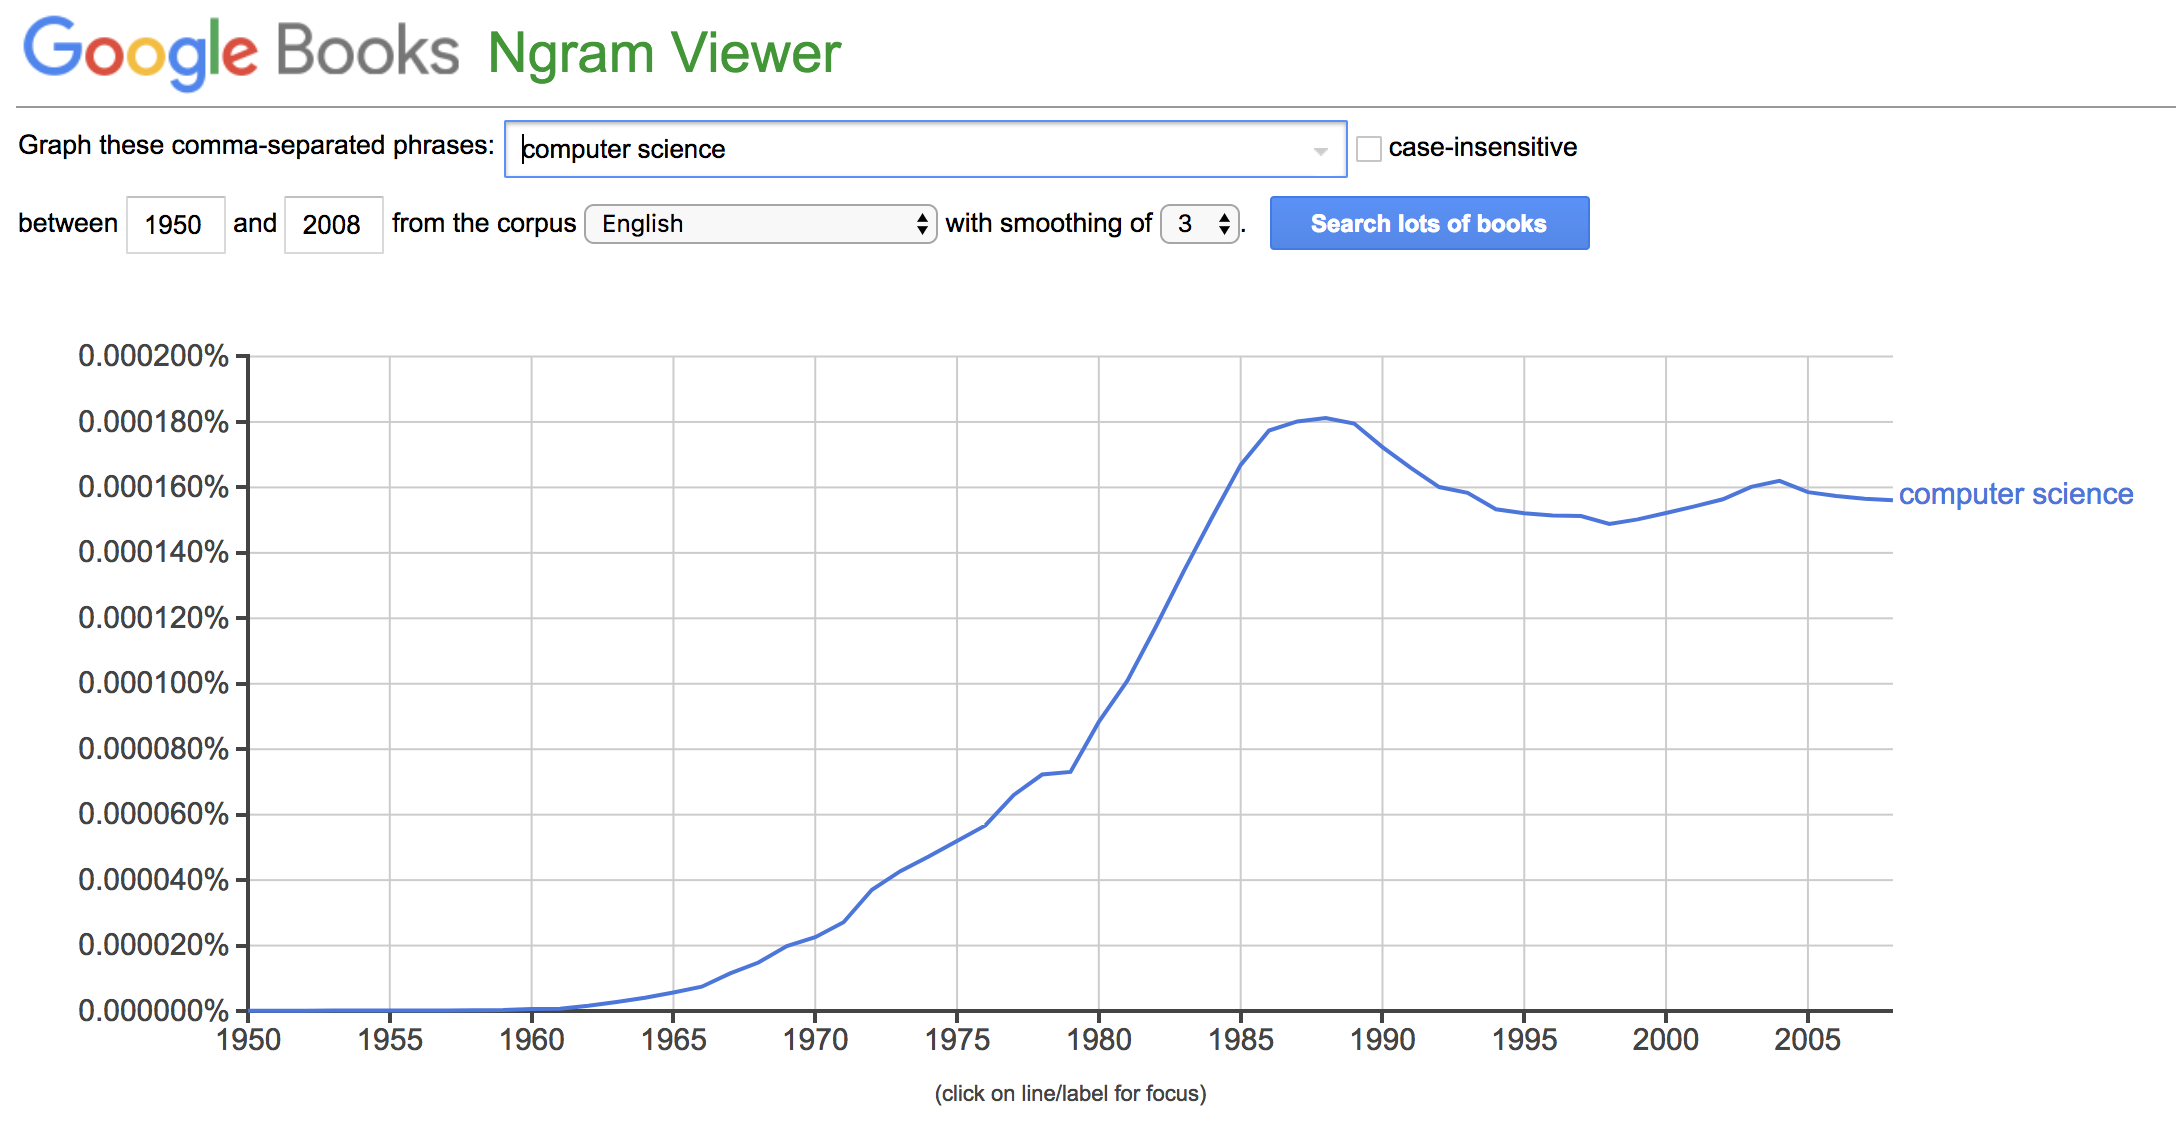 Google Books Ngram Viewer
Graph these comma-separated phrases: computer science case-insensitive
between 1950 and 2008 from the corpus English with smoothing of 3 . Search lots of books
0.000200%
0.000180%
0.000160%
computer science
0.000140%
0.000120%
0.000100%
0.000080%
0.000060%
0.000040%
0.000020%
0.000000%
1950 1955 1960 1965 1970 1975 1980 1985 1990 1995 2000 2005
(click on line/label for focus)